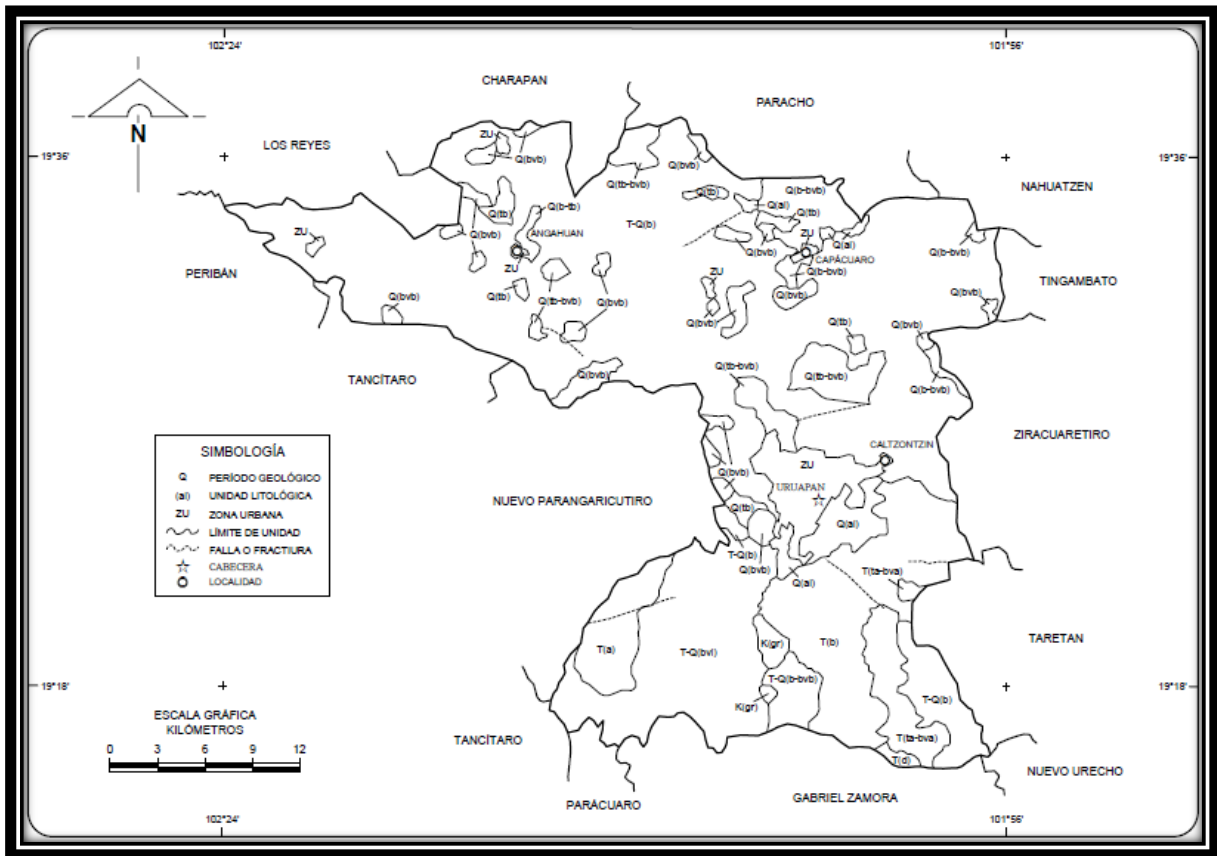 102°24'
101°56'
CHARAPAN
PARACHO
N
ZU
LOS REYES
19°36'
19°36'
Q(bvb)
Q(bvb)
Q(tb-bvb)
NAHUATZEN
Q(tb)
Q(b-bvb)
Q(tb)
Q(b-tb)
Q(al)
Q(tb)
T-Q(b)
ZU
Q(bvb)
ANGAHUAN
ZU
Q(al)
Q(bvb)
CAPÁCUARO
Q(b-bvb)
ZU
Q(b-bvb)
PERIBÁN
ZU
TINGAMBATO
Q(tb)
Q(tb-bvb)
Q(bvb)
Q(bvb)
Q(bvb)
Q(bvb)
Q(bvb)
Q(tb)
Q(bvb)
Q(tb-bvb)
Q(bvb)
Q(tb-bvb)
Q(b-bvb)
TANCÍTARO
ZIRACUARETIRO
CALTZONTZIN
SIMBOLOGÍA
Q PERÍODO GEOLÓGICO
(al) UNIDAD LITOLÓGICA
ZU ZONA URBANA
LÍMITE DE UNIDAD
FALLA O FRACTIURA
CABECERA
LOCALIDAD
ZU
Q(bvb)
URUAPAN
NUEVO PARANGARICUTIRO
Q(tb)
Q(al)
T-Q(b)
Q(bvb)
Q(al)
T(ta-bva)
TARETAN
T(a)
T-Q(bvl)
K(gr)
T(b)
T-Q(b-bvb)
19°18'
19°18'
T-Q(b)
K(gr)
ESCALA GRÁFICA
KILÓMETROS
0 3 6 9 12
TANCÍTARO
T(ta-bva)
T(d)
NUEVO URECHO
PARÁCUARO
GABRIEL ZAMORA
102°24'
101°56'